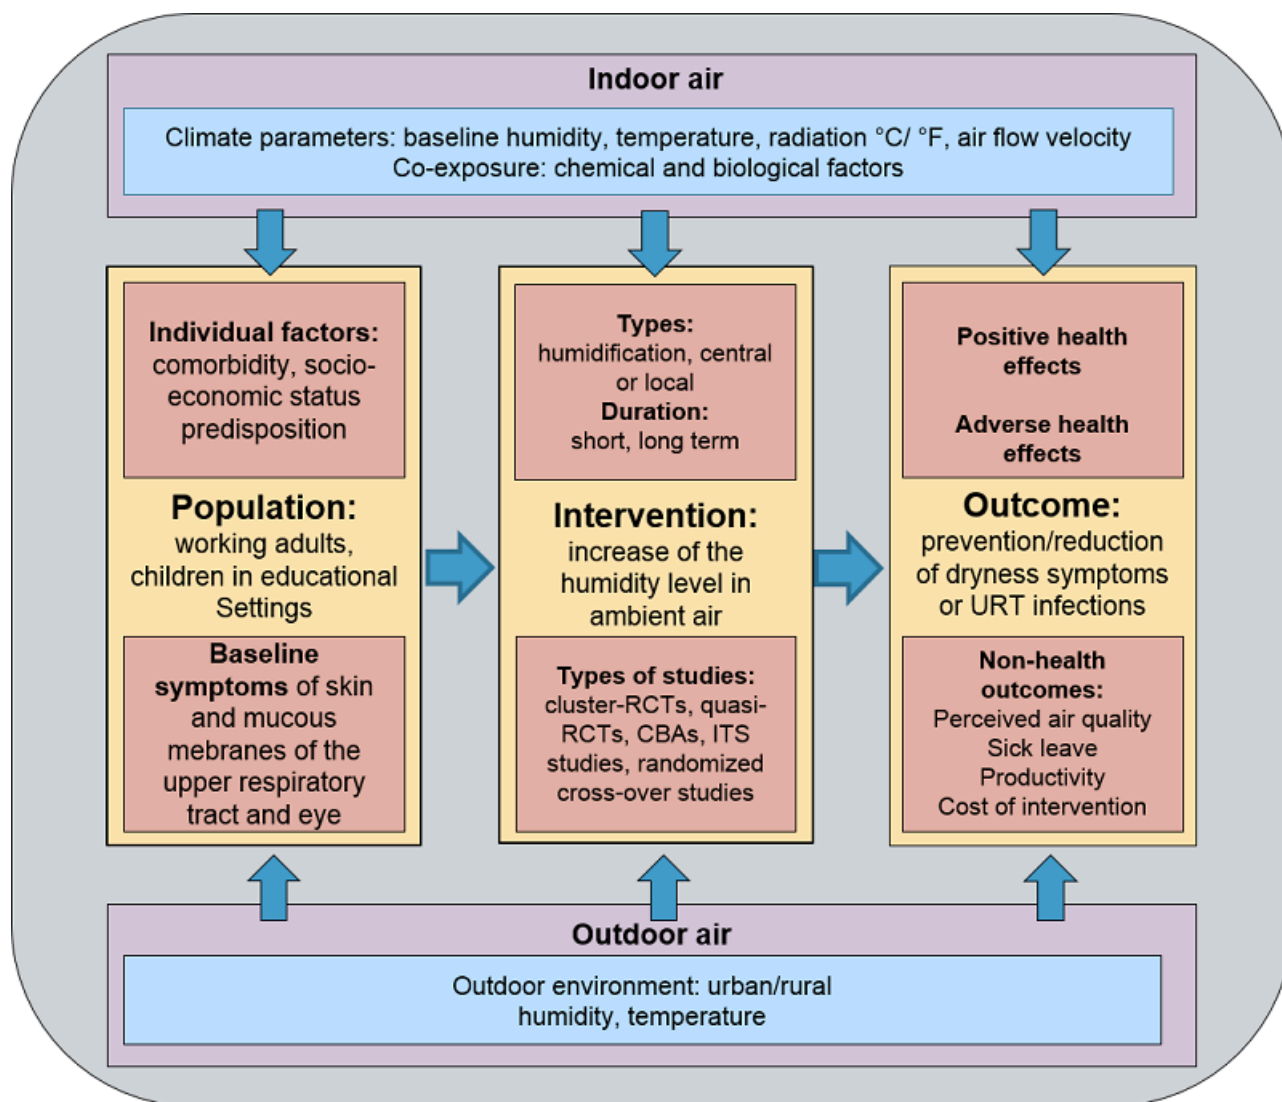 Indoor air
Climate parameters: baseline humidity, temperature, radiation °C/ °F, air flow velocity
Co-exposure: chemical and biological factors
Individual factors:
comorbidity, socio-
economic status
predisposition
Population:
working adults,
children in educational
Settings
Baseline
symptoms of skin
and mucous
mebranes of the
upper respiratory
tract and eye
Types:
humidification, central
or local
Duration:
short, long term
Intervention:
increase of the
humidity level in
ambient air
Types of studies:
cluster-RCTs, quasi-
RCTs, CBAs, ITS
studies, randomized
cross-over studies
Positive health
effects
Adverse health
effects
Outcome:
prevention/reduction
of dryness symptoms
or URT infections
Non-health
outcomes:
Perceived air quality
Sick leave
Productivity
Cost of intervention
Outdoor air
Outdoor environment: urban/rural
humidity, temperature